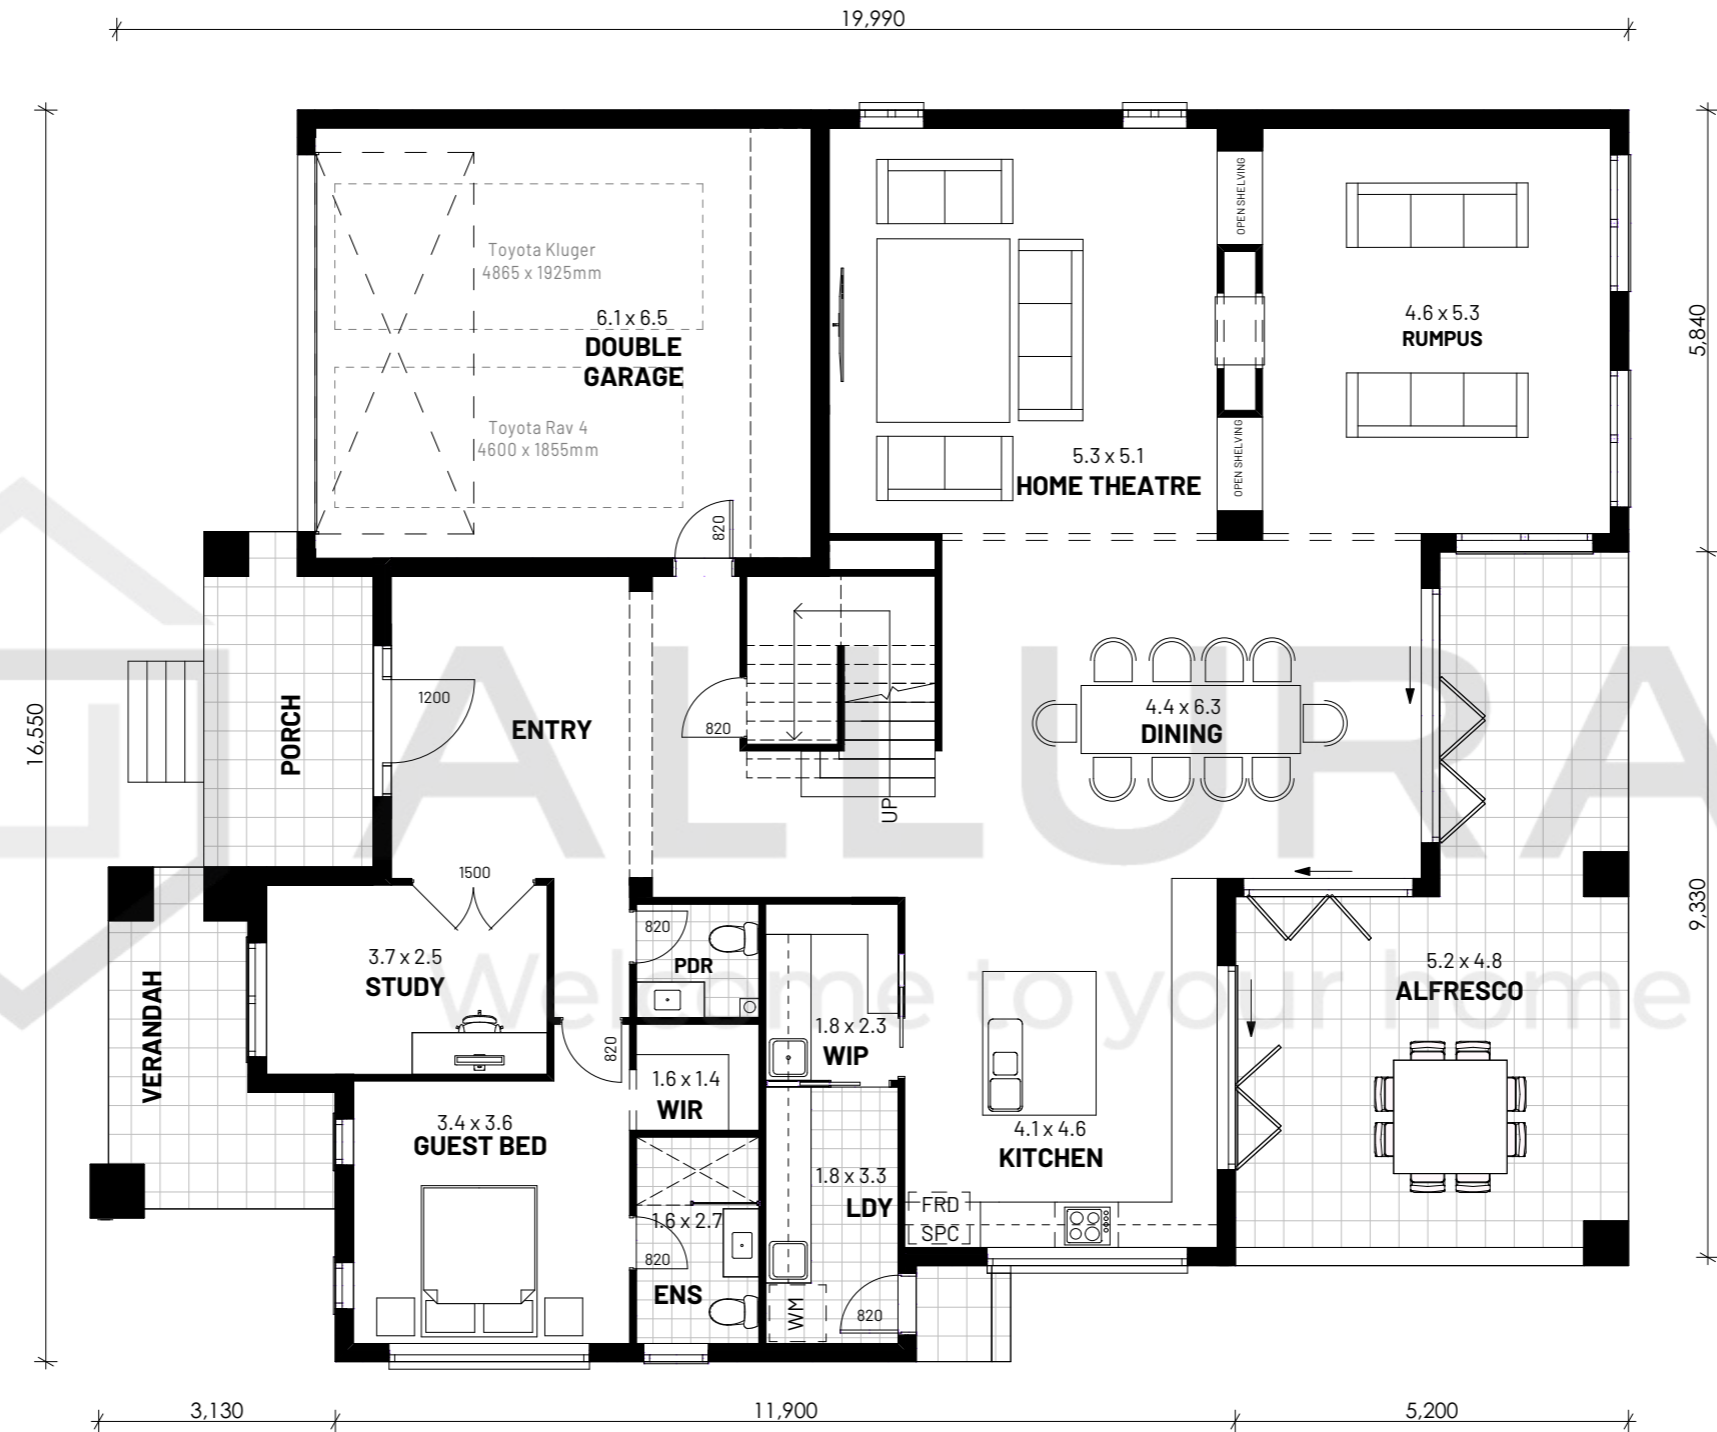 19,990
16,550
5,840
9,330
3,130
11,900
5,200
Toyota Kluger
4865 x 1925mm
6.1 x 6.5
DOUBLE
GARAGE
Toyota Rav 4
4600 x 1855mm
820
OPEN SHELVING
OPEN SHELVING
5.3 x 5.1
HOME THEATRE
4.6 x 5.3
RUMPUS
PORCH
1200
ENTRY
820
UP
4.4 x 6.3
DINING
ALLURA
Welcome to your home
1500
3.7 x 2.5
STUDY
VERANDAH
820
PDR
820
1.8 x 2.3
WIP
1.6 x 1.4
WIR
3.4 x 3.6
GUEST BED
1.6 x 2.7
820
ENS
1.8 x 3.3
LDY
WM
820
4.1 x 4.6
KITCHEN
FRD
SPC
5.2 x 4.8
ALFRESCO